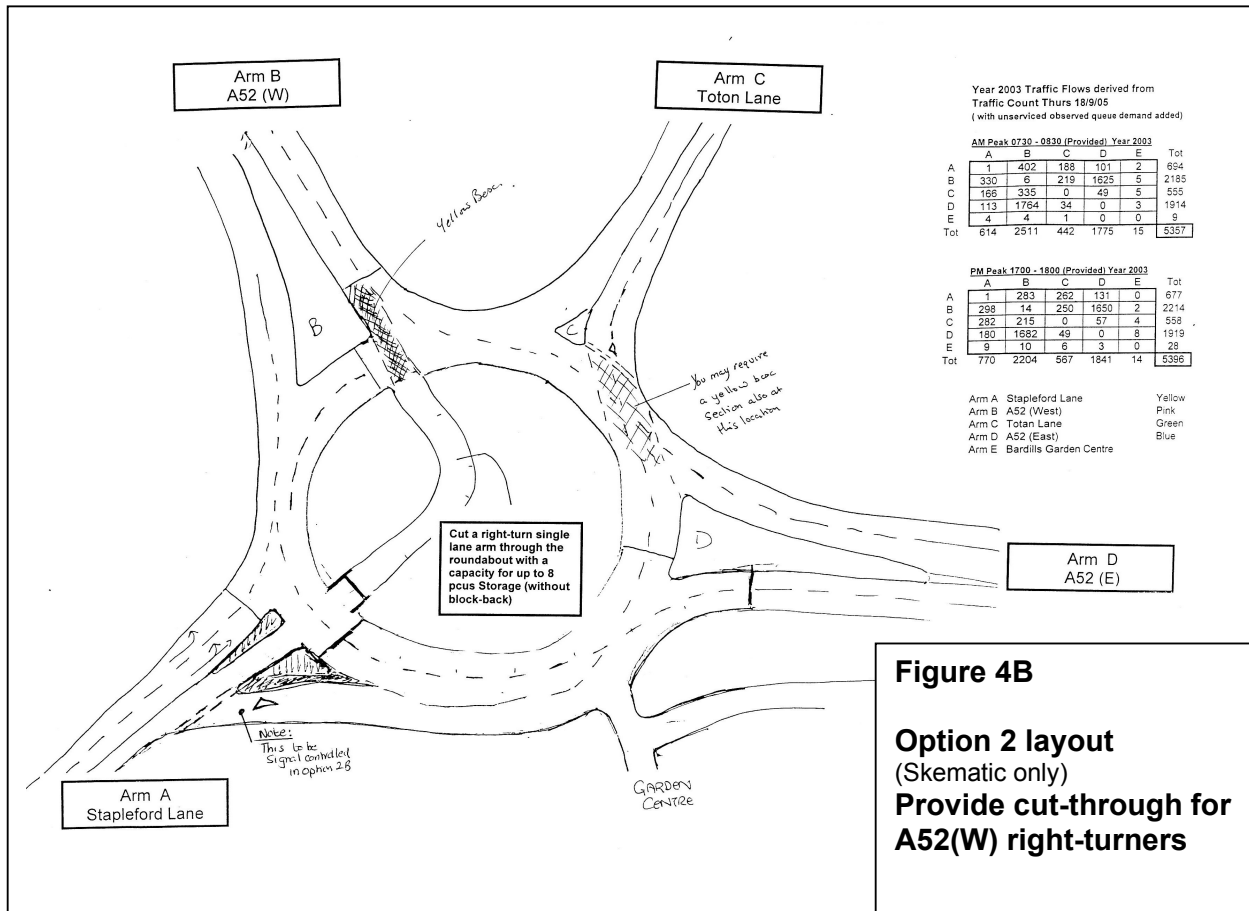 Arm B
A52 (W)
Arm C
Toton Lane
Year 2003 Traffic Flows derived from
Traffic Count Thurs 18/9/05
( with unserviced observed queue demand added)
AM Peak 0730 - 0830 (Provided) Year 2003
A B C D E Tot
A 1 402 188 101 2 694
B 330 6 219 1625 5 2185
C 166 335 0 49 5 555
D 113 1764 34 0 3 1914
E 4 4 1 0 0 9
Tot 614 2511 442 1775 15 5357
PM Peak 1700 - 1800 (Provided) Year 2003
A B C D E Tot
A 1 283 262 131 0 677
B 298 14 250 1650 2 2214
C 282 215 0 57 4 558
D 180 1682 49 0 8 1919
E 9 10 6 3 0 28
Tot 770 2204 567 1841 14 5396
Arm A Stapleford Lane Yellow
Arm B A52 (West) Pink
Arm C Totan Lane Green
Arm D A52 (East) Blue
Arm E Bardills Garden Centre
Yellow Box.
B
C
You may require
a yellow box
section also at
this location
D
Cut a right-turn single
lane arm through the
roundabout with a
capacity for up to 8
pcus Storage (without
block-back)
Arm D
A52 (E)
Note:
This to be
signal controlled
in option 2B
GARDEN
CENTRE
Arm A
Stapleford Lane
Figure 4B
Option 2 layout
(Skematic only)
Provide cut-through for
A52(W) right-turners